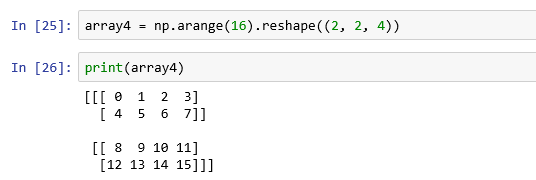 In [25]: array4 = np.arange(16).reshape((2, 2, 4))
In [26]: print(array4)
[[[ 0  1  2  3]
  [ 4  5  6  7]]
 [[ 8  9 10 11]
  [12 13 14 15]]]